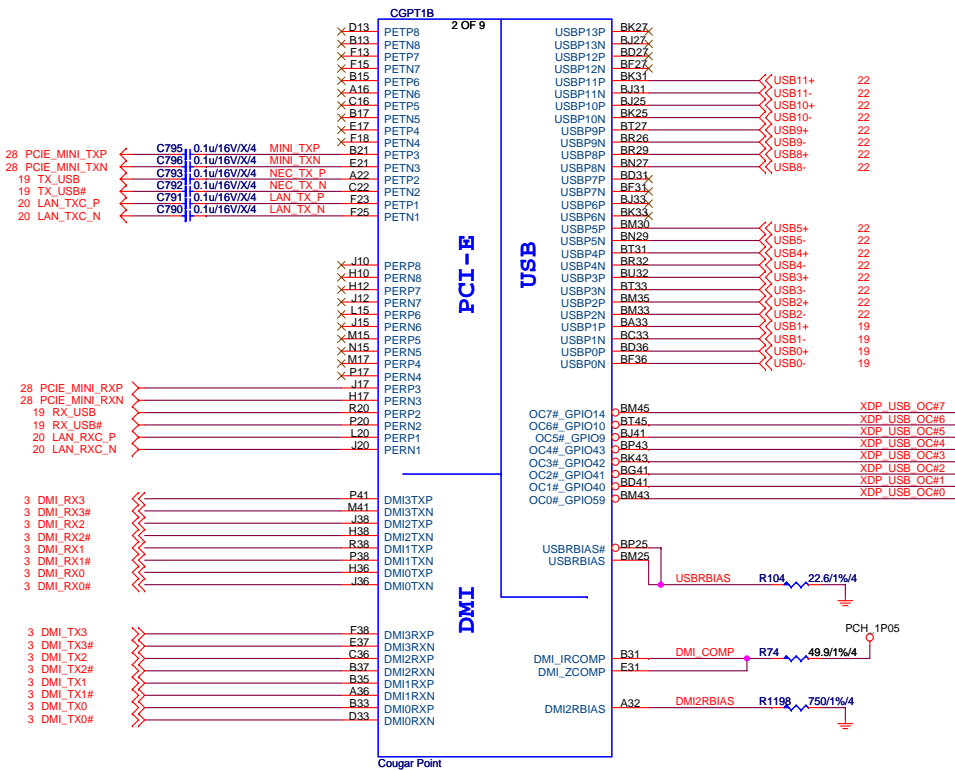 CGPT1B
2 OF 9
D13 PETP8
B13 PETN8
F13 PETP7
F15 PETN7
B15 PETP6
A16 PETN6
C16 PETP5
B17 PETN5
E17 PETP4
F18 PETN4
28 PCIE_MINI_TXP C795 0.1u/16V/X/4 MINI_TXP B21 PETP3
28 PCIE_MINI_TXN C796 0.1u/16V/X/4 MINI_TXN E21 PETN3
19 TX_USB C793 0.1u/16V/X/4 NEC_TX_P A22 PETP2
19 TX_USB# C792 0.1u/16V/X/4 NEC_TX_N C22 PETN2
20 LAN_TXC_P C791 0.1u/16V/X/4 LAN_TX_P F23 PETP1
20 LAN_TXC_N C790 0.1u/16V/X/4 LAN_TX_N F25 PETN1
J10 PERP8
H10 PERN8
H12 PERP7
J12 PERN7
L15 PERP6
J15 PERN6
M15 PERP5
N15 PERN5
M17 PERP4
P17 PERN4
28 PCIE_MINI_RXP J17 PERP3
28 PCIE_MINI_RXN H17 PERN3
19 RX_USB R20 PERP2
19 RX_USB# P20 PERN2
20 LAN_RXC_P L20 PERP1
20 LAN_RXC_N J20 PERN1
PCI-E
3 DMI_RX3 P41 DMI3TXP
3 DMI_RX3# M41 DMI3TXN
3 DMI_RX2 J38 DMI2TXP
3 DMI_RX2# H38 DMI2TXN
3 DMI_RX1 R38 DMI1TXP
3 DMI_RX1# P38 DMI1TXN
3 DMI_RX0 H36 DMI0TXP
3 DMI_RX0# J36 DMI0TXN
3 DMI_TX3 F38 DMI3RXP
3 DMI_TX3# E37 DMI3RXN
3 DMI_TX2 C36 DMI2RXP
3 DMI_TX2# B37 DMI2RXN
3 DMI_TX1 B35 DMI1RXP
3 DMI_TX1# A36 DMI1RXN
3 DMI_TX0 B33 DMI0RXP
3 DMI_TX0# D33 DMI0RXN
DMI
USB
USBP13P BK27
USBP13N BJ27
USBP12P BD27
USBP12N BF27
USBP11P BK31 USB11+ 22
USBP11N BJ31 USB11- 22
USBP10P BJ25 USB10+ 22
USBP10N BK25 USB10- 22
USBP9P BT27 USB9+ 22
USBP9N BR26 USB9- 22
USBP8P BR29 USB8+ 22
USBP8N BN27 USB8- 22
USBP7P BD31
USBP7N BF31
USBP6P BJ33
USBP6N BK33
USBP5P BM30 USB5+ 22
USBP5N BN29 USB5- 22
USBP4P BT31 USB4+ 22
USBP4N BR32 USB4- 22
USBP3P BU32 USB3+ 22
USBP3N BT33 USB3- 22
USBP2P BM35 USB2+ 22
USBP2N BM33 USB2- 22
USBP1P BA33 USB1+ 19
USBP1N BC33 USB1- 19
USBP0P BD36 USB0+ 19
USBP0N BF36 USB0- 19
OC7#_GPIO14 BM45 XDP_USB_OC#7
OC6#_GPIO10 BT45 XDP_USB_OC#6
OC5#_GPIO9 BJ41 XDP_USB_OC#5
OC4#_GPIO43 BP43 XDP_USB_OC#4
OC3#_GPIO42 BK43 XDP_USB_OC#3
OC2#_GPIO41 BG41 XDP_USB_OC#2
OC1#_GPIO40 BD41 XDP_USB_OC#1
OC0#_GPIO59 BM43 XDP_USB_OC#0
USBRBIAS# BP25
USBRBIAS BM25
USBRBIAS R104 22.6/1%/4
PCH_1P05
DMI_IRCOMP B31 DMI_COMP R74 49.9/1%/4
DMI_ZCOMP E31
DMI2RBIAS A32 DMI2RBIAS R1198 750/1%/4
Cougar Point